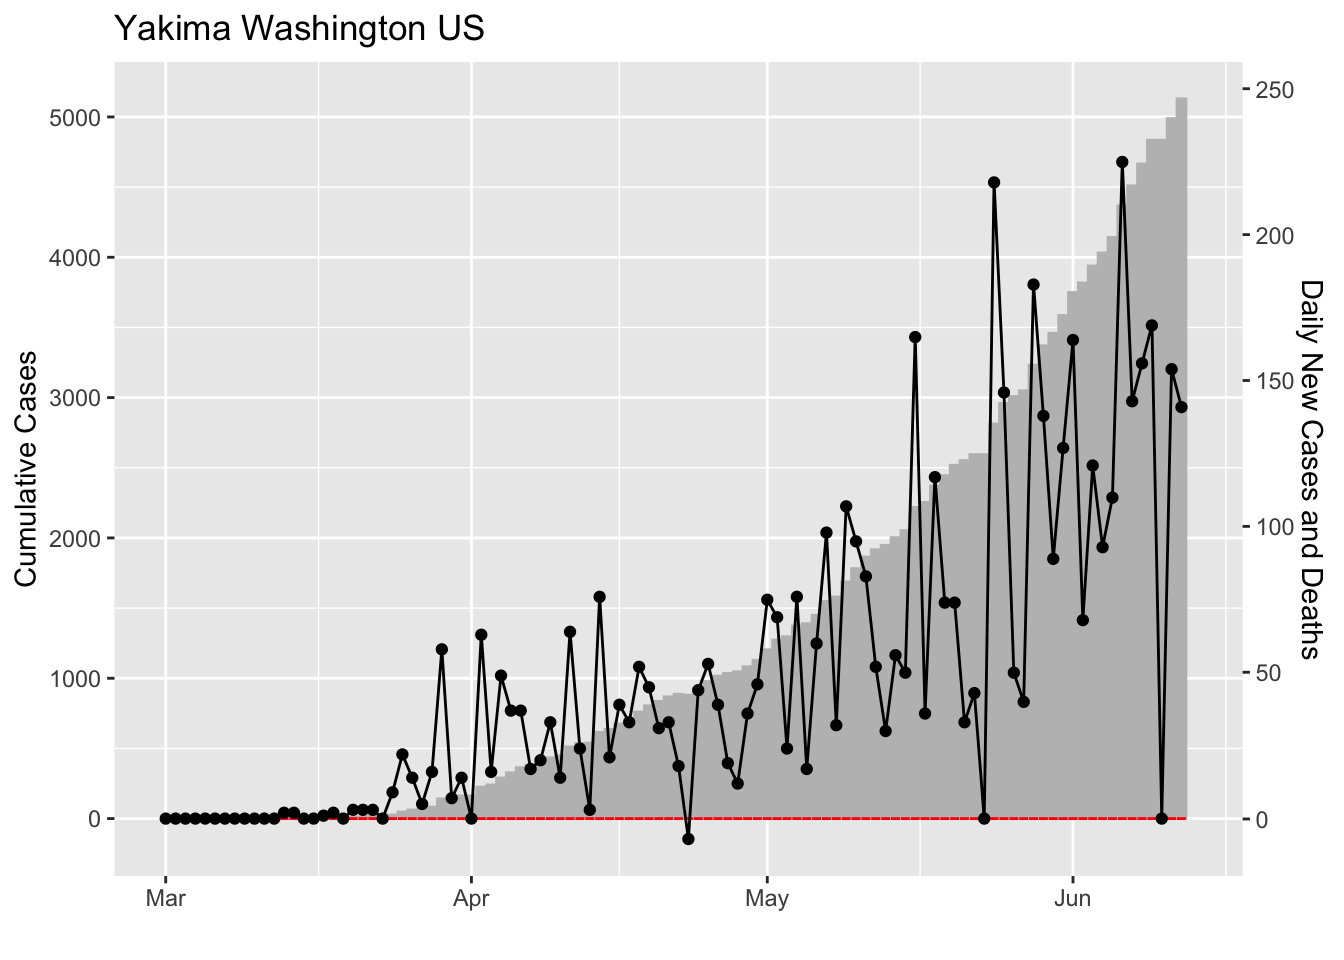 Yakima Washington US
Cumulative Cases
5000
4000
3000
2000
1000
0
250
200
150
100
50
0
Daily New Cases and Deaths
Mar
Apr
May
Jun